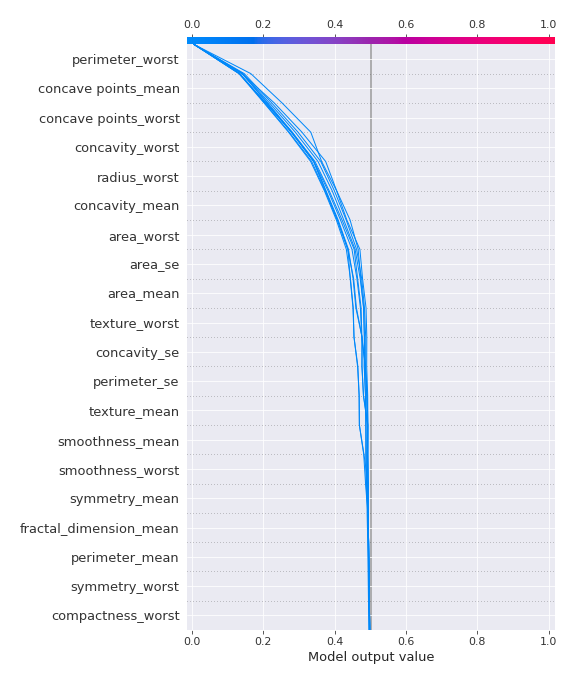 0.0 0.2 0.4 0.6 0.8 1.0
perimeter_worst
concave points_mean
concave points_worst
concavity_worst
radius_worst
concavity_mean
area_worst
area_se
area_mean
texture_worst
concavity_se
perimeter_se
texture_mean
smoothness_mean
smoothness_worst
symmetry_mean
fractal_dimension_mean
perimeter_mean
symmetry_worst
compactness_worst
0.0 0.2 0.4 0.6 0.8 1.0
Model output value